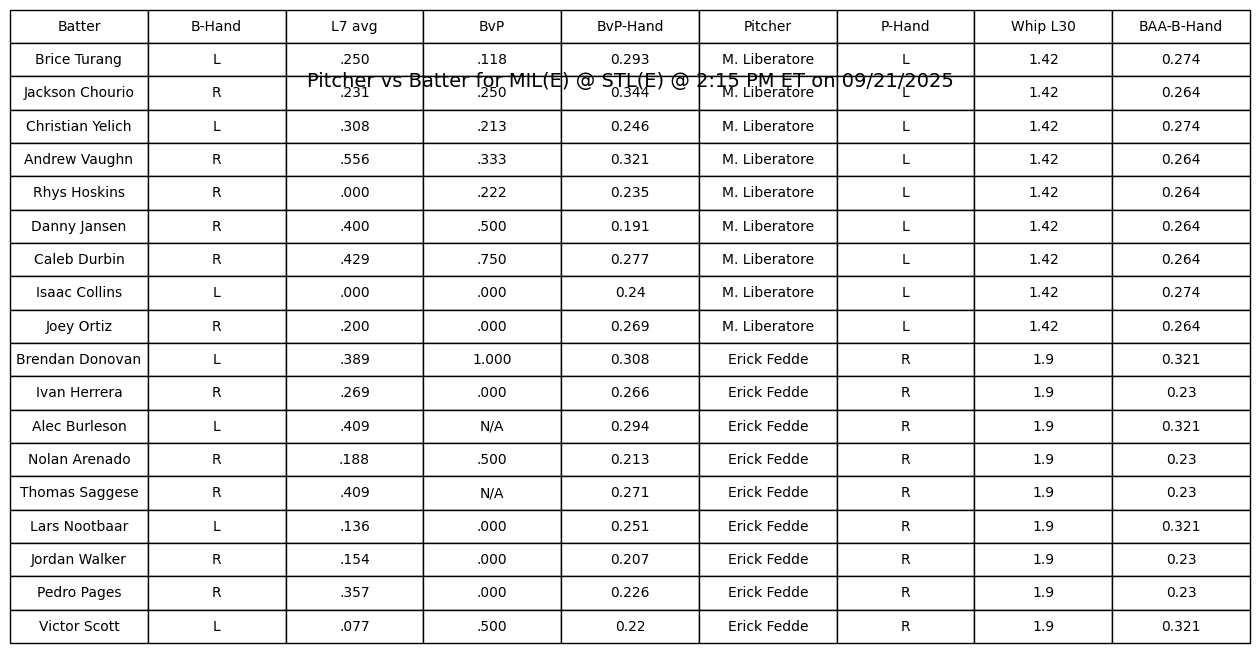 Batter B-Hand L7 avg BvP BvP-Hand Pitcher P-Hand Whip L30 BAA-B-Hand
Brice Turang L .250 .118 0.293 M. Liberatore L 1.42 0.274
Pitcher vs Batter for MIL(E) @ STL(E) @ 2:15 PM ET on 09/21/2025
Jackson Chourio R .231 .250 0.344 M. Liberatore L 1.42 0.264
Christian Yelich L .308 .213 0.246 M. Liberatore L 1.42 0.274
Andrew Vaughn R .556 .333 0.321 M. Liberatore L 1.42 0.264
Rhys Hoskins R .000 .222 0.235 M. Liberatore L 1.42 0.264
Danny Jansen R .400 .500 0.191 M. Liberatore L 1.42 0.264
Caleb Durbin R .429 .750 0.277 M. Liberatore L 1.42 0.264
Isaac Collins L .000 .000 0.24 M. Liberatore L 1.42 0.274
Joey Ortiz R .200 .000 0.269 M. Liberatore L 1.42 0.264
Brendan Donovan L .389 1.000 0.308 Erick Fedde R 1.9 0.321
Ivan Herrera R .269 .000 0.266 Erick Fedde R 1.9 0.23
Alec Burleson L .409 N/A 0.294 Erick Fedde R 1.9 0.321
Nolan Arenado R .188 .500 0.213 Erick Fedde R 1.9 0.23
Thomas Saggese R .409 N/A 0.271 Erick Fedde R 1.9 0.23
Lars Nootbaar L .136 .000 0.251 Erick Fedde R 1.9 0.321
Jordan Walker R .154 .000 0.207 Erick Fedde R 1.9 0.23
Pedro Pages R .357 .000 0.226 Erick Fedde R 1.9 0.23
Victor Scott L .077 .500 0.22 Erick Fedde R 1.9 0.321